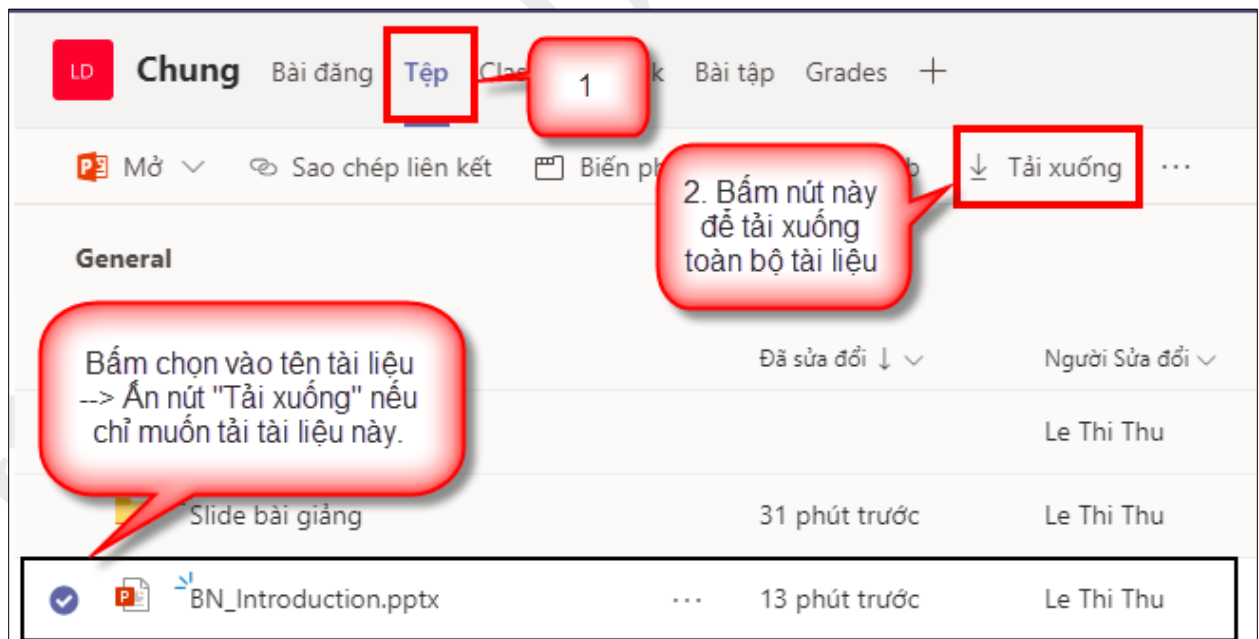 LD Chung Bài đăng Tệp Clas k Bài tập Grades +
1
Mở Sao chép liên kết Biến ph Tải xuống ...
2. Bấm nút này
để tải xuống
toàn bộ tài liệu
General
Bấm chọn vào tên tài liệu
--> Ấn nút "Tải xuống" nếu
chỉ muốn tải tài liệu này.
Đã sửa đổi ↓ Người Sửa đổi
Le Thi Thu
Slide bài giảng 31 phút trước Le Thi Thu
BN_Introduction.pptx ... 13 phút trước Le Thi Thu